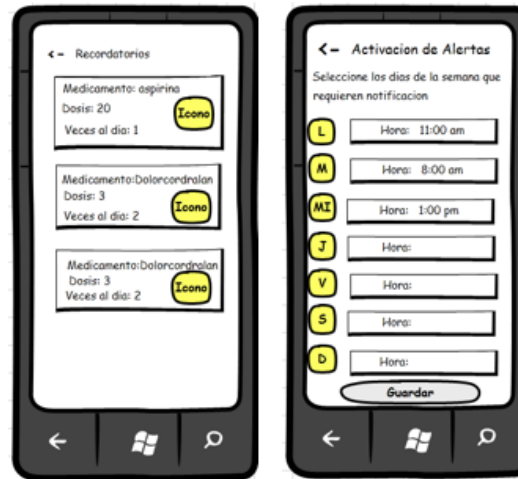 <- Recordatorios
Medicamento: aspirina
Dosis: 20
Icono
Veces al dia: 1
Medicamento:Dolorcordralan
Dosis: 3
Icono
Veces al dia: 2
Medicamento:Dolorcordralan
Dosis: 3
Icono
Veces al dia: 2
<- Activacion de Alertas
Seleccione los dias de la semana que
requieren notificacion
L Hora: 11:00 am
M Hora: 8:00 am
MI Hora: 1:00 pm
J Hora:
V Hora:
S Hora:
D Hora:
Guardar